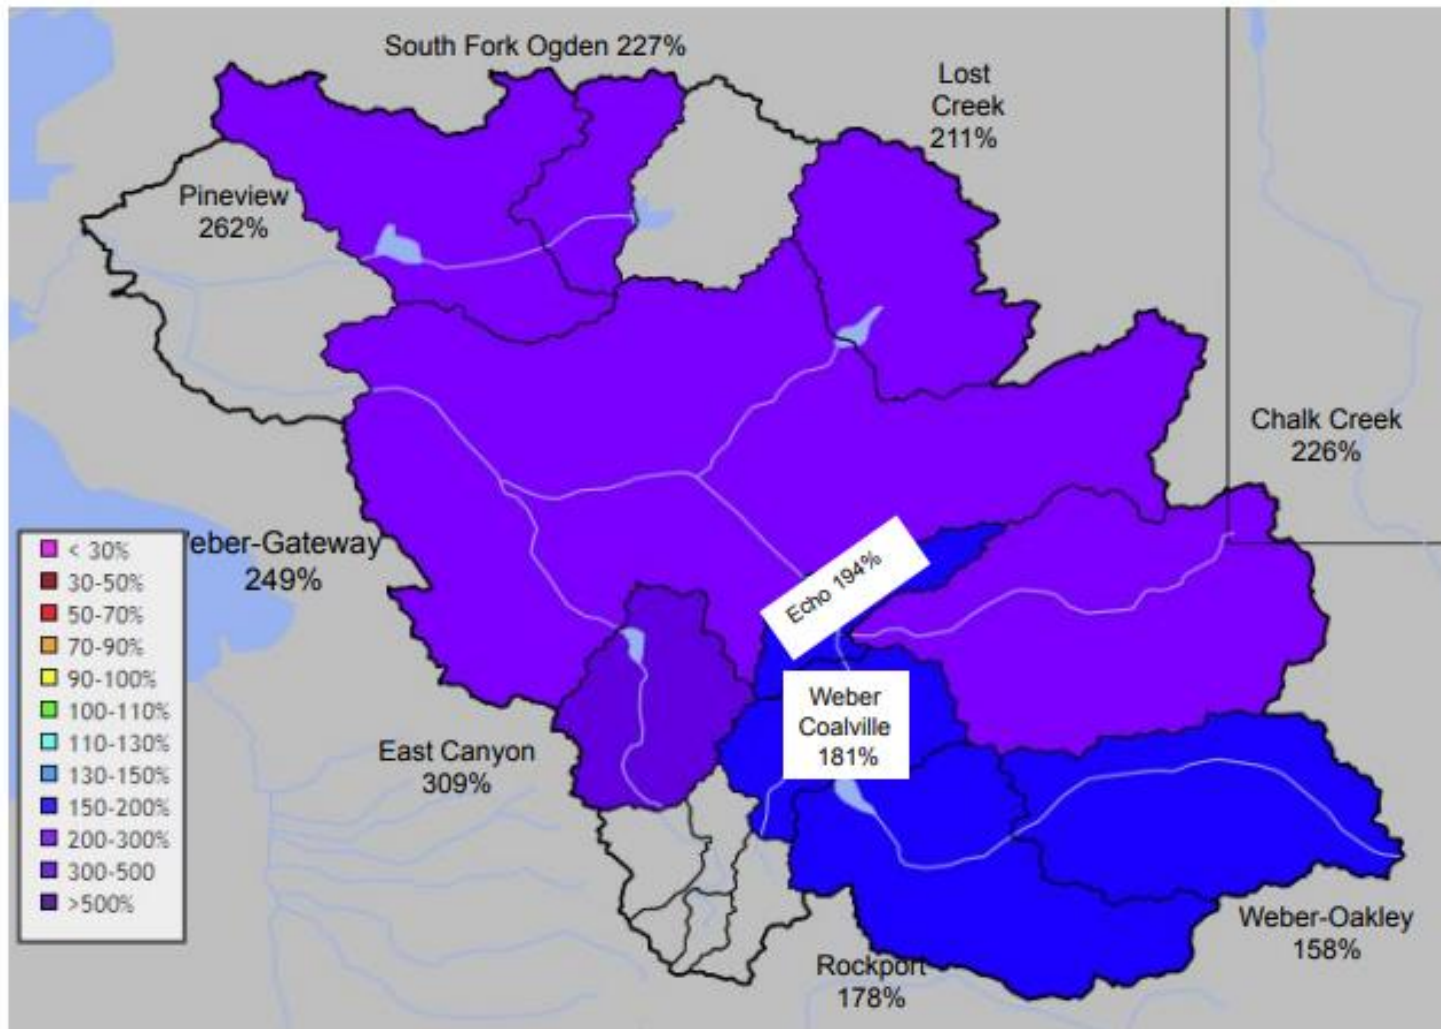 South Fork Ogden 227%
Lost
Creek
211%
Pineview
262%
Chalk Creek
226%
eber-Gateway
249%
Echo 194%
Weber
Coalville
181%
East Canyon
309%
Weber-Oakley
158%
Rockport
178%
< 30%
30-50%
50-70%
70-90%
90-100%
100-110%
110-130%
130-150%
150-200%
200-300%
300-500
>500%